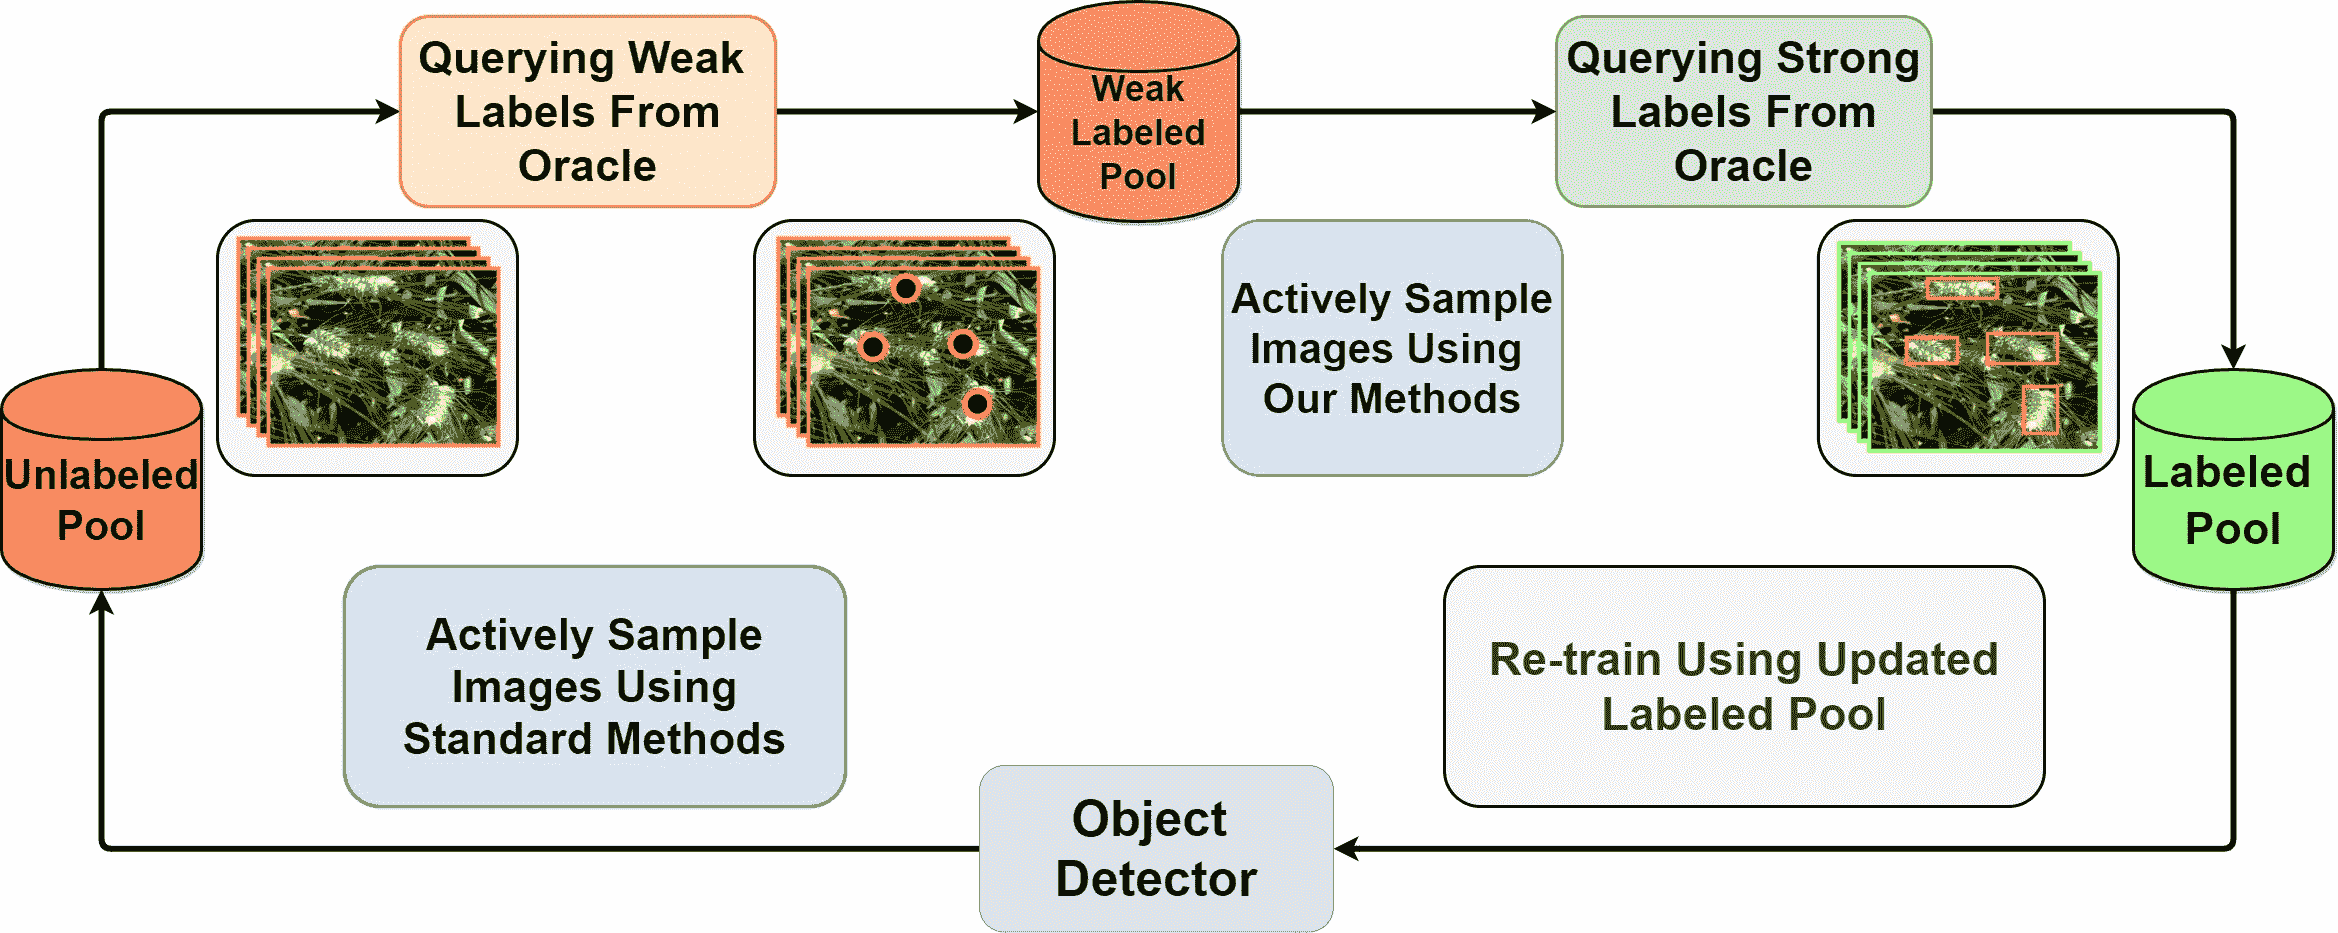 Querying Weak
Labels From
Oracle
Weak
Labeled
Pool
Querying Strong
Labels From
Oracle
Actively Sample
Images Using
Our Methods
Unlabeled
Pool
Labeled
Pool
Actively Sample
Images Using
Standard Methods
Re-train Using Updated
Labeled Pool
Object
Detector